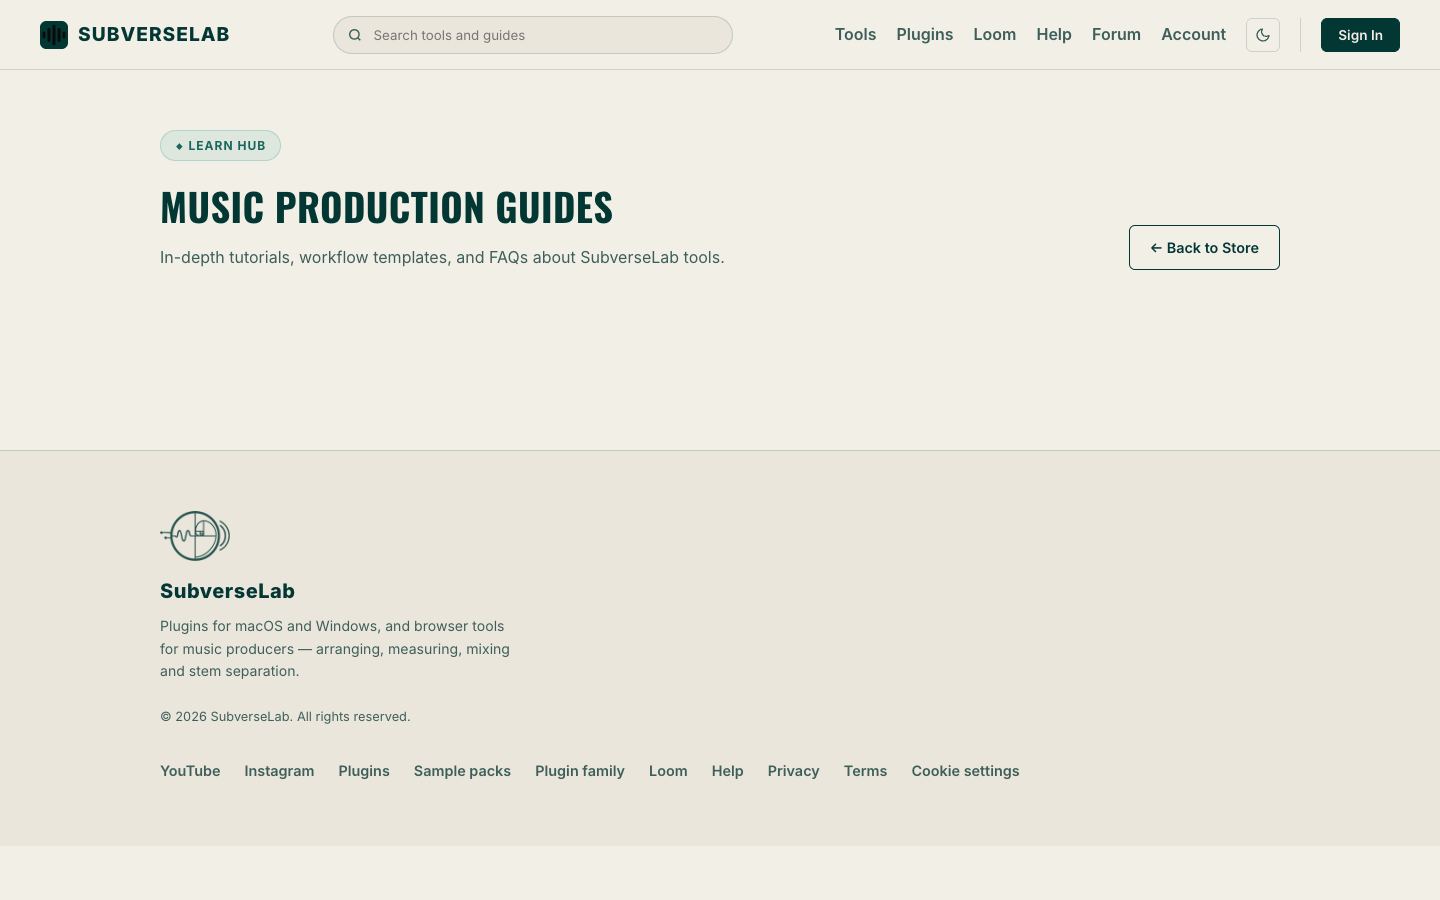 SUBVERSELAB
Search tools and guides
Tools Plugins Loom Help Forum Account Sign In
LEARN HUB
MUSIC PRODUCTION GUIDES
In-depth tutorials, workflow templates, and FAQs about SubverseLab tools.
← Back to Store
SubverseLab
Plugins for macOS and Windows, and browser tools
for music producers — arranging, measuring, mixing
and stem separation.
© 2026 SubverseLab. All rights reserved.
YouTube Instagram Plugins Sample packs Plugin family Loom Help Privacy Terms Cookie settings